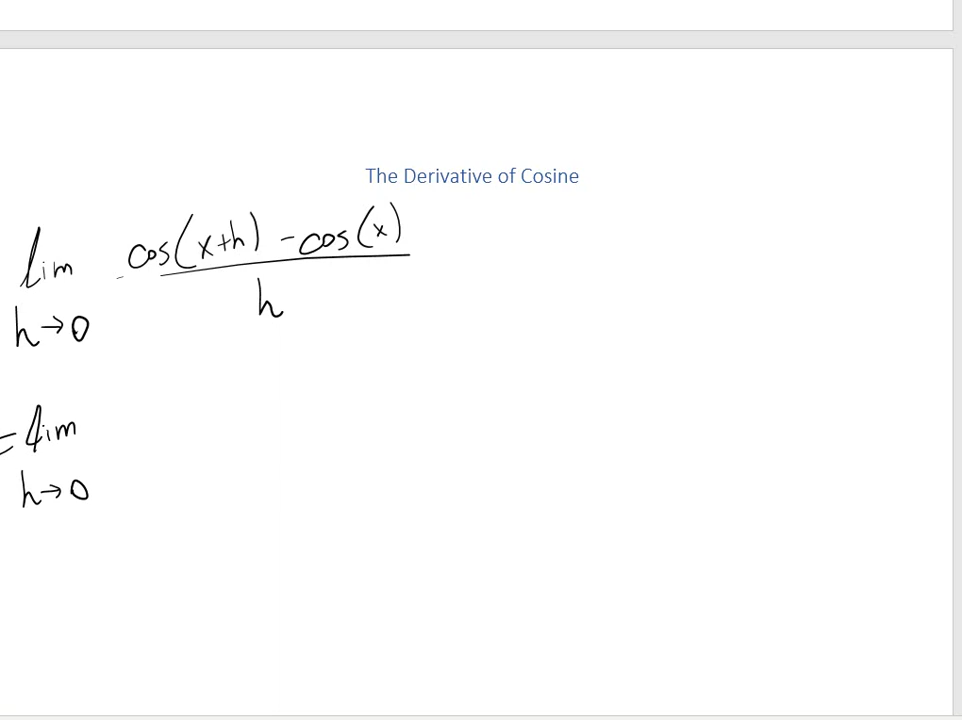 The Derivative of Cosine
lim cos(x+h) - cos(x)
h→0 h
= lim
h→0